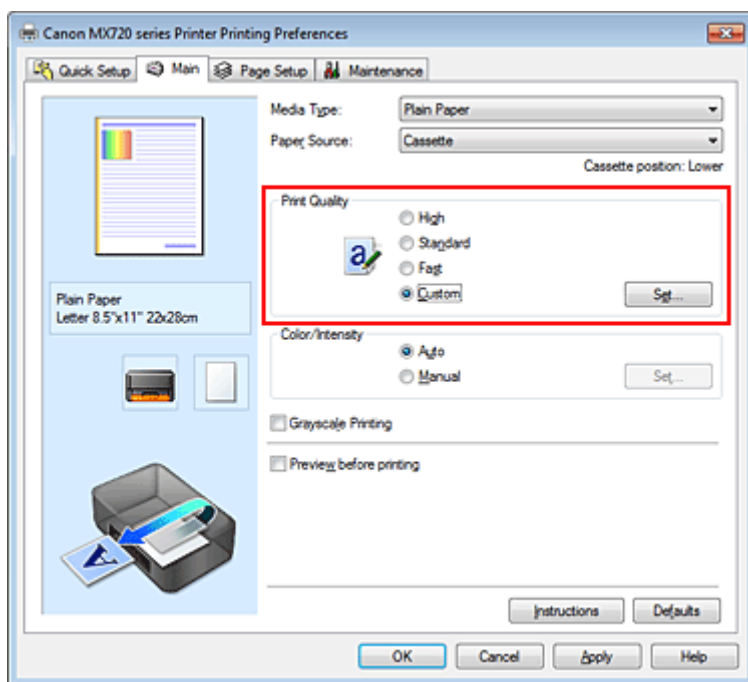 Canon MX720 series Printer Printing Preferences
Quick Setup Main Page Setup Maintenance
Media Type: Plain Paper
Paper Source: Cassette
Cassette position: Lower
Print Quality
High
Standard
Fast
Custom Set...
Plain Paper
Letter 8.5"x11" 22x28cm
Color/Intensity
Auto
Manual Set...
Grayscale Printing
Preview before printing
Instructions Defaults
OK Cancel Apply Help